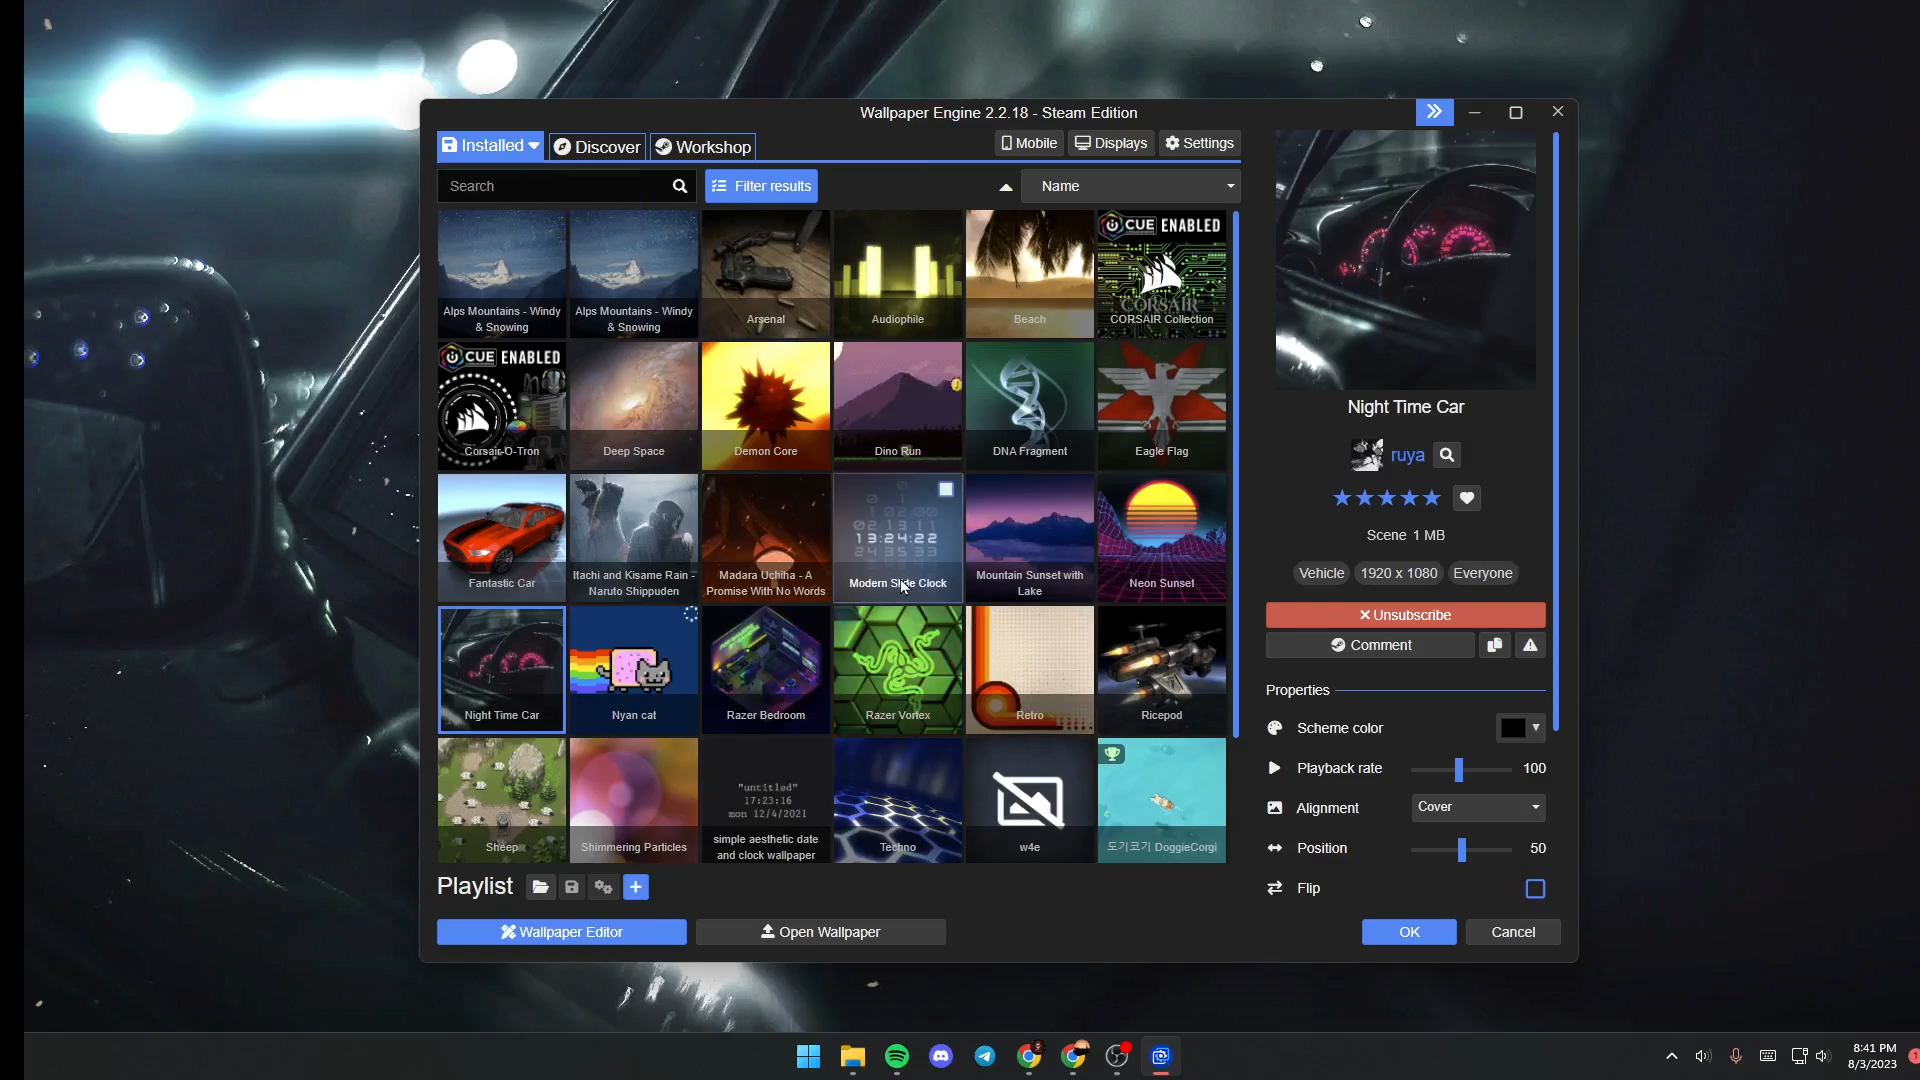 Wallpaper Engine 2.2.18 - Steam Edition
Installed
Discover
Workshop
Mobile
Displays
Settings
Search
Filter results
Name
Alps Mountains - Windy
& Snowing
Alps Mountains - Windy
& Snowing
Arsenal
Audiophile
Beach
CUE ENABLED
CORSAIR
CORSAIR Collection
CUE ENABLED
Corsair-O-Tron
Deep Space
Demon Core
Dino Run
DNA Fragment
Eagle Flag
Fantastic Car
Itachi and Kisame Rain -
Naruto Shippuden
Madara Uchiha - A
Promise With No Words
13:24:22
Modern Slide Clock
Mountain Sunset with
Lake
Neon Sunset
Night Time Car
Nyan cat
Razer Bedroom
Razer Vortex
Retro
Ricepod
Sheep
Shimmering Particles
"untitled"
17:23:16
mon 12/4/2021
simple aesthetic date
and clock wallpaper
Techno
w4e
도기코기 DoggieCorgi
Playlist
Wallpaper Editor
Open Wallpaper
Night Time Car
ruya
Scene 1 MB
Vehicle
1920 x 1080
Everyone
Unsubscribe
Comment
Properties
Scheme color
Playback rate
100
Alignment
Cover
Position
50
Flip
OK
Cancel
8:41 PM
8/3/2023